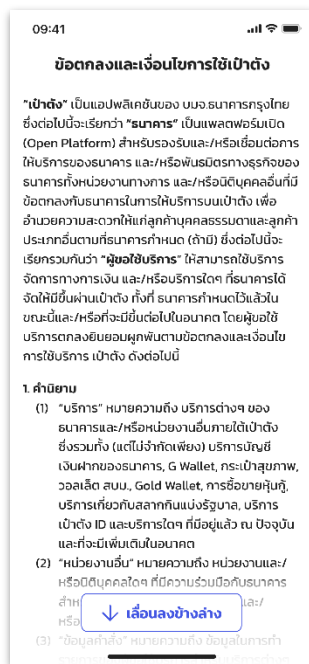 09:41
ข้อตกลงและเงื่อนไขการใช้เป๋าตัง
"เป๋าตัง" เป็นแอปพลิเคชันของ บมจ.ธนาคารกรุงไทย
ซึ่งต่อไปนี้จะเรียกว่า "ธนาคาร" เป็นแพลตฟอร์มเปิด
(Open Platform) สำหรับรองรับและ/หรือเชื่อมต่อการ
ให้บริการของธนาคาร และ/หรือพันธมิตรทางธุรกิจของ
ธนาคารทั้งหน่วยงานทางการ และ/หรือนิติบุคคลอื่นที่มี
ข้อตกลงกับธนาคารในการให้บริการบนเป๋าตัง เพื่อ
อำนวยความสะดวกให้แก่ลูกค้าบุคคลธรรมดาและลูกค้า
ประเภทอื่นตามที่ธนาคารกำหนด (ถ้ามี) ซึ่งต่อไปนี้จะ
เรียกรวมกันว่า "ผู้ขอใช้บริการ" ให้สามารถใช้บริการ
จัดการทางการเงิน และ/หรือบริการใดๆ ที่ธนาคารได้
จัดให้มีขึ้นผ่านเป๋าตัง ทั้งที่ ธนาคารกำหนดไว้แล้วใน
ขณะนี้และ/หรือที่จะมีขึ้นต่อไปในอนาคต โดยผู้ขอใช้
บริการตกลงยินยอมผูกพันตามข้อตกลงและเงื่อนไข
การใช้บริการ เป๋าตัง ดังต่อไปนี้
1. คำนิยาม
(1) "บริการ" หมายความถึง บริการต่างๆ ของ
ธนาคารและ/หรือหน่วยงานอื่นภายใต้เป๋าตัง
ซึ่งรวมทั้ง (แต่ไม่จำกัดเพียง) บริการบัญชี
เงินฝากของธนาคาร, G Wallet, กระเป๋าสุขภาพ,
วอลเล็ต สบม., Gold Wallet, การซื้อขายหุ้นกู้,
บริการเกี่ยวกับสลากกินแบ่งรัฐบาล, บริการ
เป๋าตัง ID และบริการใดๆ ที่มีอยู่แล้ว ณ ปัจจุบัน
และที่จะมีเพิ่มเติมในอนาคต
(2) "หน่วยงานอื่น" หมายความถึง หน่วยงานและ/
หรือนิติบุคคลใดๆ ที่มีความร่วมมือกับธนาคาร
เลื่อนลงข้างล่าง
(3) "ข้อมูลคำสั่ง" หมายความถึง ข้อมูลในการทำ